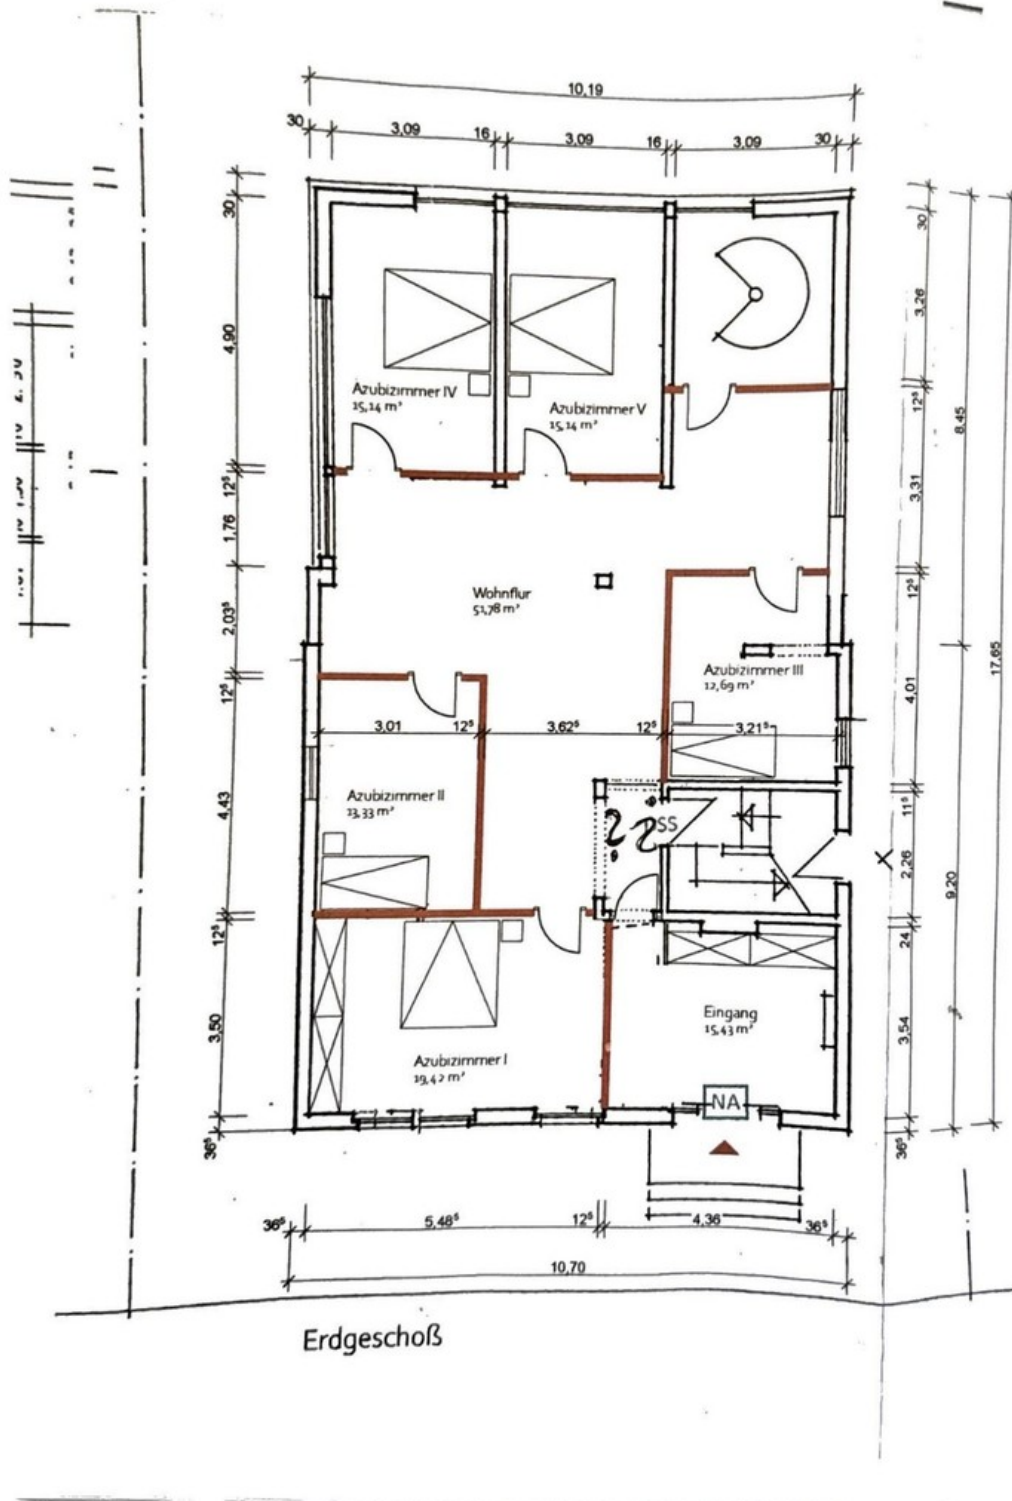 10,19
30
3,09
16
3,09
16
3,09
30
30
4,90
12⁵
1,76
2,03⁵
12⁵
4,43
12⁵
3,50
36⁵
30
3,26
12⁵
3,31
12⁵
4,01
11⁵
2,26
24
3,54
36⁵
8,45
9,20
17,65
Azubizimmer IV
15,14 m²
Azubizimmer V
15,14 m²
Wohnflur
51,78 m²
Azubizimmer III
12,69 m²
3,01
12⁵
3,62⁵
12⁵
3,21⁵
Azubizimmer II
13,33 m²
Azubizimmer I
19,42 m²
Eingang
15,43 m²
NA
36⁵
5,48⁵
12⁵
4,36
36⁵
10,70
Erdgeschoß